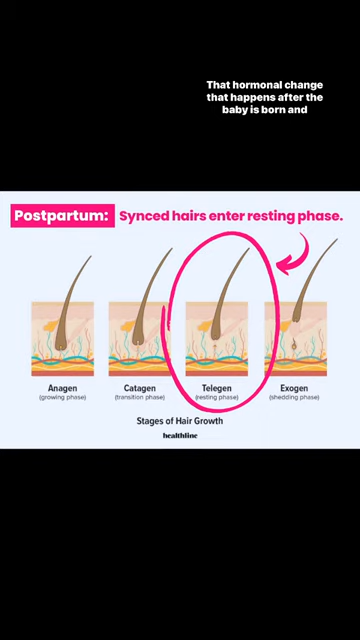 That hormonal change
that happens after the
baby is born and
Postpartum: Synced hairs enter resting phase.
Anagen
(growing phase)
Catagen
(transition phase)
Telegen
(resting phase)
Exogen
(shedding phase)
Stages of Hair Growth
healthline